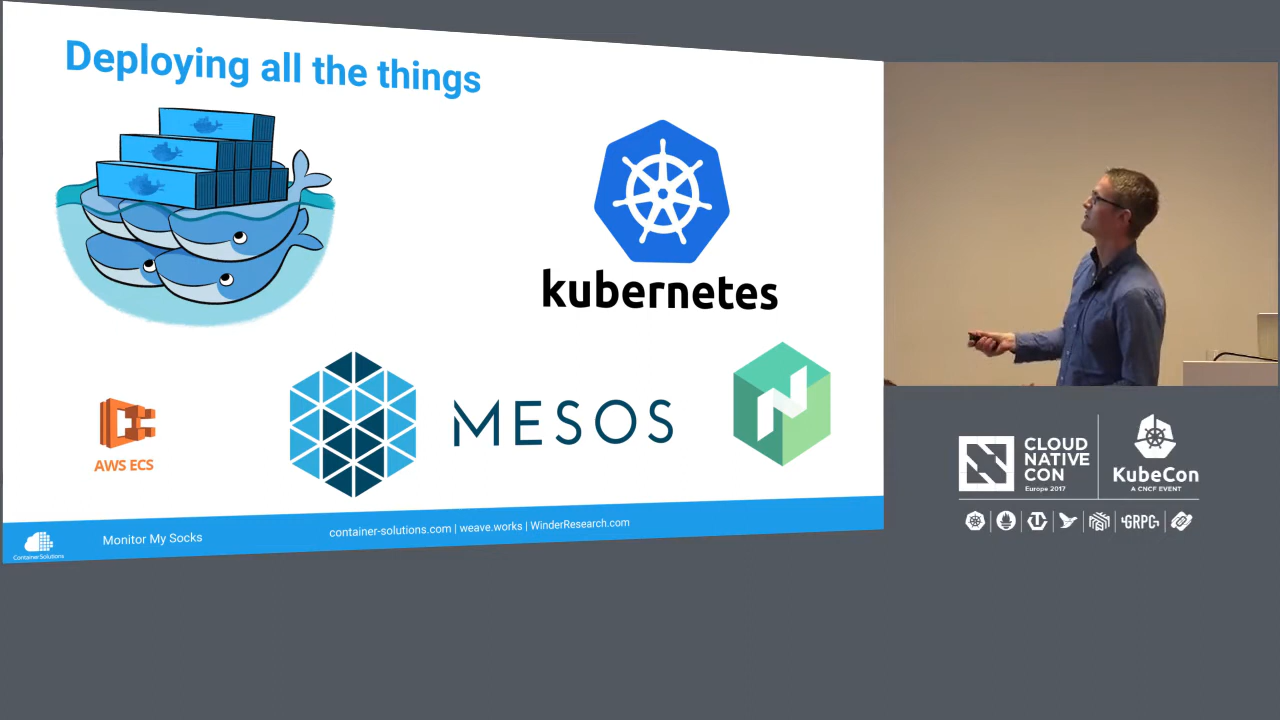 Deploying all the things
kubernetes
AWS ECS
MESOS
Container Solutions
Monitor My Socks
container-solutions.com | weave.works | WinderResearch.com
CLOUD
NATIVE
CON
Europe 2017
KubeCon
A CNCF EVENT
GRPC